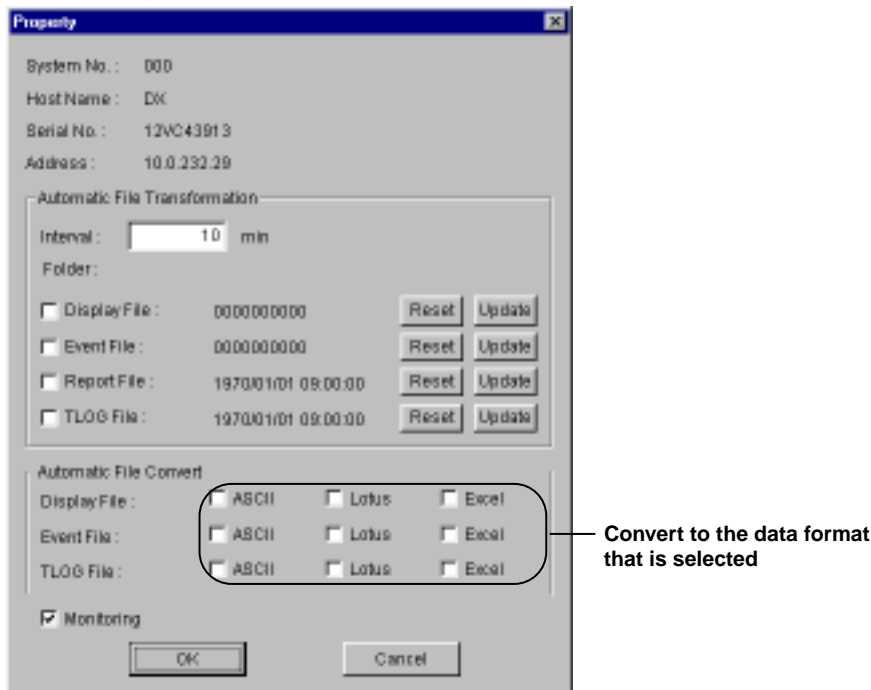 Property
System No. : 000
Host Name : DX
Serial No. : 12VC43913
Address : 10.0.232.29
Automatic File Transformation
Interval : 10 min
Folder :
Display File : 0000000000 Reset Update
Event File : 0000000000 Reset Update
Report File : 1970/01/01 09:00:00 Reset Update
TLOG File : 1970/01/01 09:00:00 Reset Update
Automatic File Convert
Display File : ASCII Lotus Excel
Event File : ASCII Lotus Excel
TLOG File : ASCII Lotus Excel
Convert to the data format
that is selected
Monitoring
OK Cancel